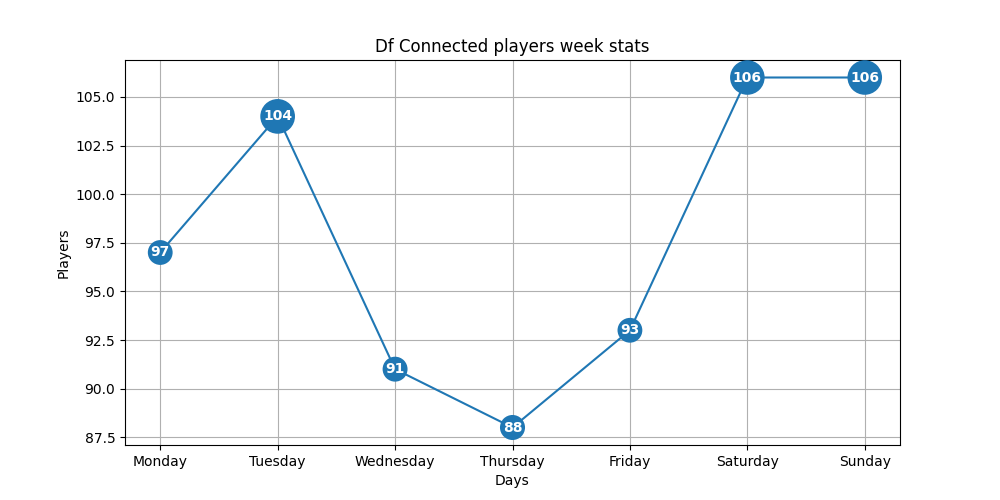 Df Connected players week stats
105.0
102.5
100.0
97.5
95.0
92.5
90.0
87.5
Players
97
104
91
88
93
106
106
Monday
Tuesday
Wednesday
Thursday
Friday
Saturday
Sunday
Days